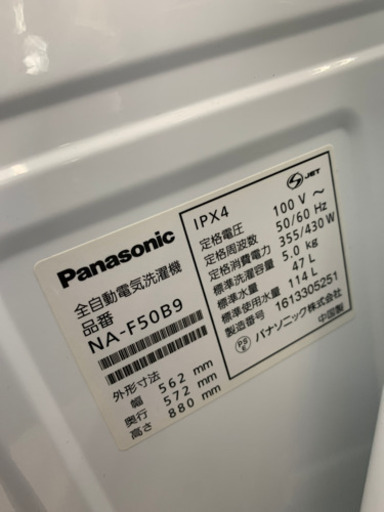 Panasonic
全自動電気洗濯機
品番
NA-F50B9
外形寸法
幅 562 mm
奥行 572 mm
高さ 880 mm
IPX4
JET
定格電圧 100 V ～
定格周波数 50/60 Hz
定格消費電力 355/430 W
標準洗濯容量 5.0 kg
標準水量 47 L
標準使用水量 114 L
製造番号 1613305251
PS E パナソニック株式会社
中国製